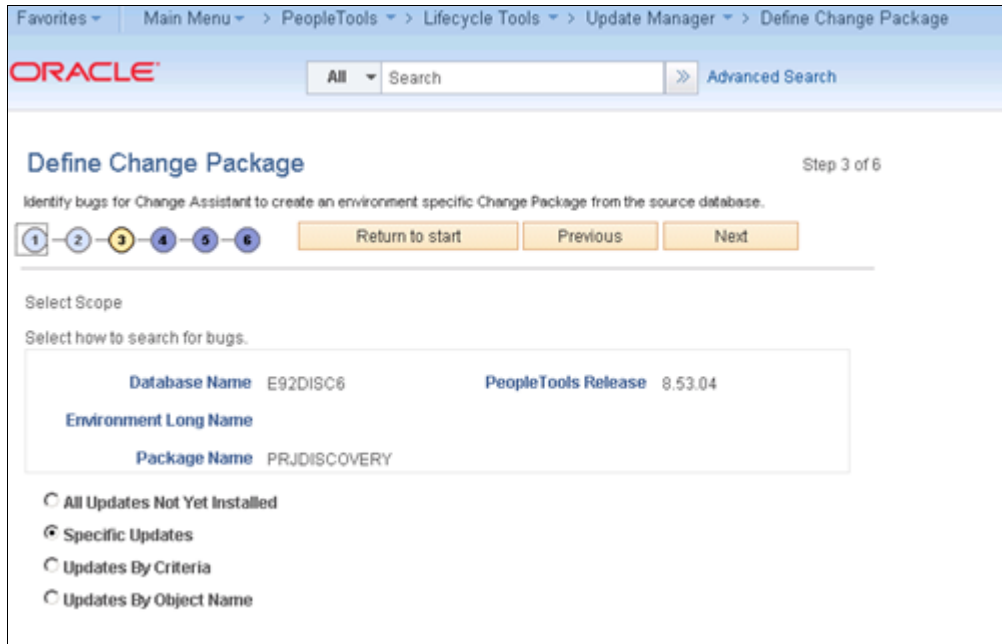 Favorites Main Menu > PeopleTools > Lifecycle Tools > Update Manager > Define Change Package
ORACLE All Search Advanced Search
Define Change Package Step 3 of 6
Identify bugs for Change Assistant to create an environment specific Change Package from the source database.
1 2 3 4 5 6 Return to start Previous Next
Select Scope
Select how to search for bugs.
Database Name E92DISC6 PeopleTools Release 8.53.04
Environment Long Name
Package Name PRJDISCOVERY
All Updates Not Yet Installed
Specific Updates
Updates By Criteria
Updates By Object Name